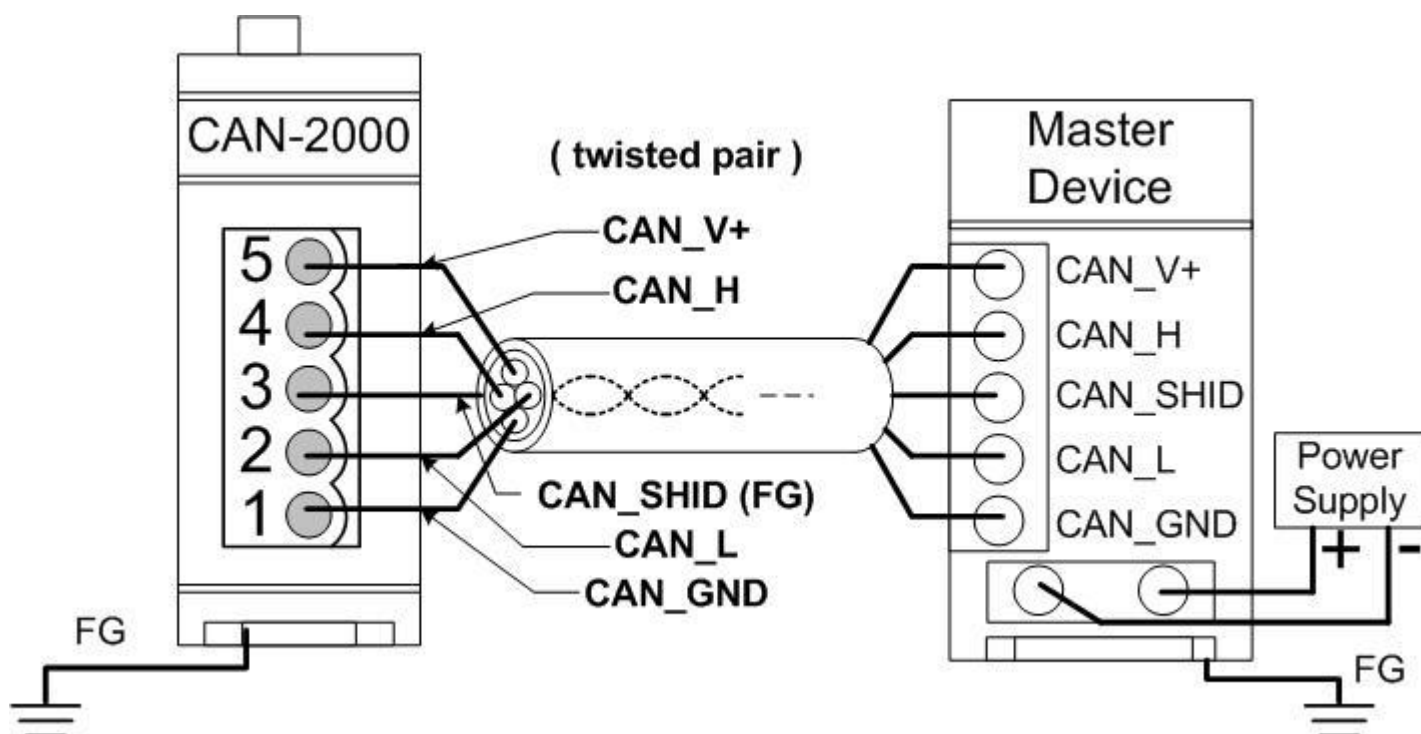 CAN-2000
5
4
3
2
1
FG
( twisted pair )
CAN_V+
CAN_H
CAN_SHID (FG)
CAN_L
CAN_GND
Master
Device
CAN_V+
CAN_H
CAN_SHID
CAN_L
CAN_GND
Power
Supply
+ -
FG